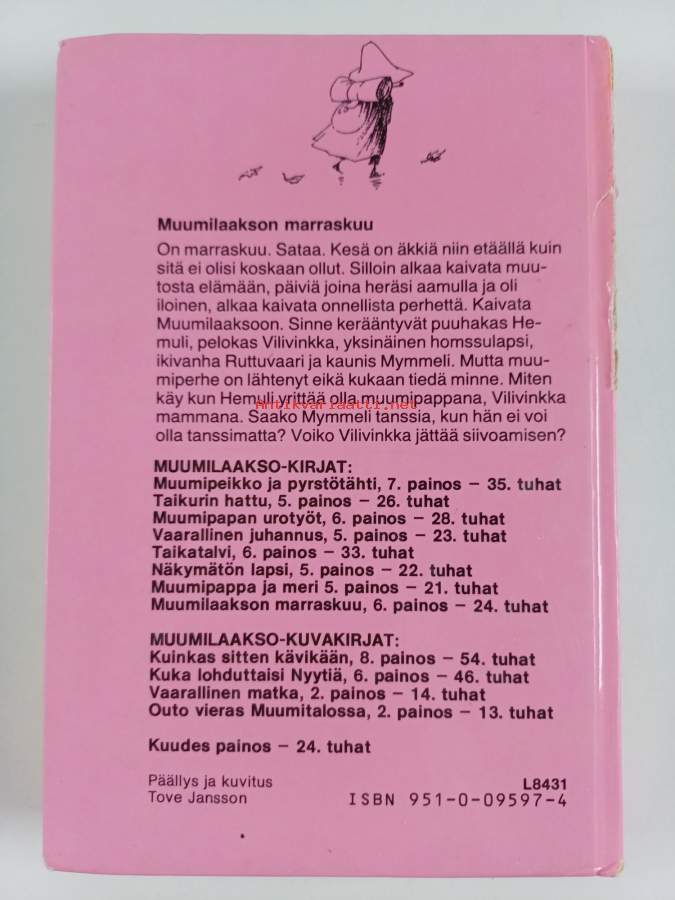 Muumilaakson marraskuu
On marraskuu. Sataa. Kesä on äkkiä niin etäällä kuin
sitä ei olisi koskaan ollut. Silloin alkaa kaivata muu-
tosta elämään, päiviä joina heräsi aamulla ja oli
iloinen, alkaa kaivata onnellista perhettä. Kaivata
Muumilaaksoon. Sinne kerääntyvät puuhakas He-
muli, pelokas Vilivinkka, yksinäinen homssulapsi,
ikivanha Ruttuvaari ja kaunis Mymmeli. Mutta muu-
miperhe on lähtenyt eikä kukaan tiedä minne. Miten
käy kun Hemuli yrittää olla muumipappana, Vilivinkka
Antikvariaatti.net
mammana. Saako Mymmeli tanssia, kun hän ei voi
olla tanssimatta? Voiko Vilivinkka jättää siivoamisen?
MUUMILAAKSO-KIRJAT:
Muumipeikko ja pyrstötähti, 7. painos – 35. tuhat
Taikurin hattu, 5. painos – 26. tuhat
Muumipapan urotyöt, 6. painos – 28. tuhat
Vaarallinen juhannus, 5. painos – 23. tuhat
Taikatalvi, 6. painos – 33. tuhat
Näkymätön lapsi, 5. painos – 22. tuhat
Muumipappa ja meri 5. painos – 21. tuhat
Muumilaakson marraskuu, 6. painos – 24. tuhat
MUUMILAAKSO-KUVAKIRJAT:
Kuinkas sitten kävikään, 8. painos – 54. tuhat
Kuka lohduttaisi Nyytiä, 6. painos – 46. tuhat
Vaarallinen matka, 2. painos – 14. tuhat
Outo vieras Muumitalossa, 2. painos – 13. tuhat
Kuudes painos – 24. tuhat
Päällys ja kuvitus
Tove Jansson
L8431
ISBN 951-0-09597-4